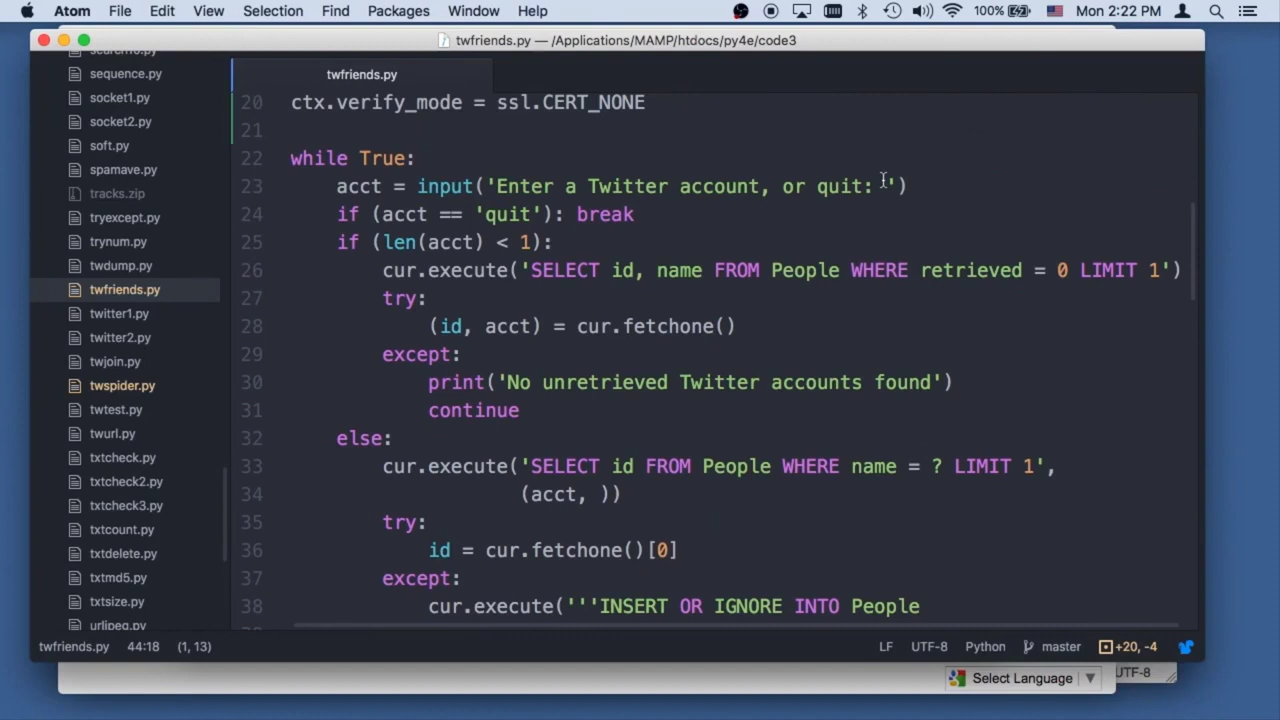 Atom File Edit View Selection Find Packages Window Help 100% Mon 2:22 PM
twfriends.py — /Applications/MAMP/htdocs/py4e/code3
sequence.py
socket1.py
socket2.py
soft.py
spamave.py
tracks.zip
tryexcept.py
trynum.py
twdump.py
twfriends.py
twitter1.py
twitter2.py
twjoin.py
twspider.py
twtest.py
twurl.py
txtcheck.py
txtcheck2.py
txtcheck3.py
txtcount.py
txtdelete.py
txtmd5.py
txtsize.py
urljpeg.py
twfriends.py
20 ctx.verify_mode = ssl.CERT_NONE
21
22 while True:
23     acct = input('Enter a Twitter account, or quit: ')
24     if (acct == 'quit'): break
25     if (len(acct) < 1):
26         cur.execute('SELECT id, name FROM People WHERE retrieved = 0 LIMIT 1')
27         try:
28             (id, acct) = cur.fetchone()
29         except:
30             print('No unretrieved Twitter accounts found')
31             continue
32     else:
33         cur.execute('SELECT id FROM People WHERE name = ? LIMIT 1',
34                     (acct, ))
35         try:
36             id = cur.fetchone()[0]
37         except:
38             cur.execute('''INSERT OR IGNORE INTO People
twfriends.py 44:18 (1, 13) LF UTF-8 Python master +20, -4
Select Language ▼ UTF-8